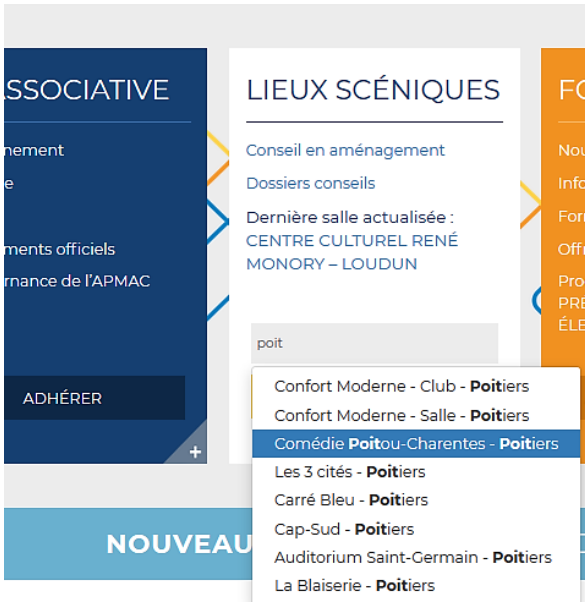 SSOCIATIVE
nement
e
ments officiels
rnance de l'APMAC
ADHÉRER
+
LIEUX SCÉNIQUES
Conseil en aménagement
Dossiers conseils
Dernière salle actualisée :
CENTRE CULTUREL RENÉ
MONORY – LOUDUN
poit
Confort Moderne - Club - Poitiers
Confort Moderne - Salle - Poitiers
Comédie Poitou-Charentes - Poitiers
Les 3 cités - Poitiers
Carré Bleu - Poitiers
Cap-Sud - Poitiers
Auditorium Saint-Germain - Poitiers
La Blaiserie - Poitiers
FO
Nou
Info
For
Offr
Pro
PRE
ÉLE
NOUVEAU